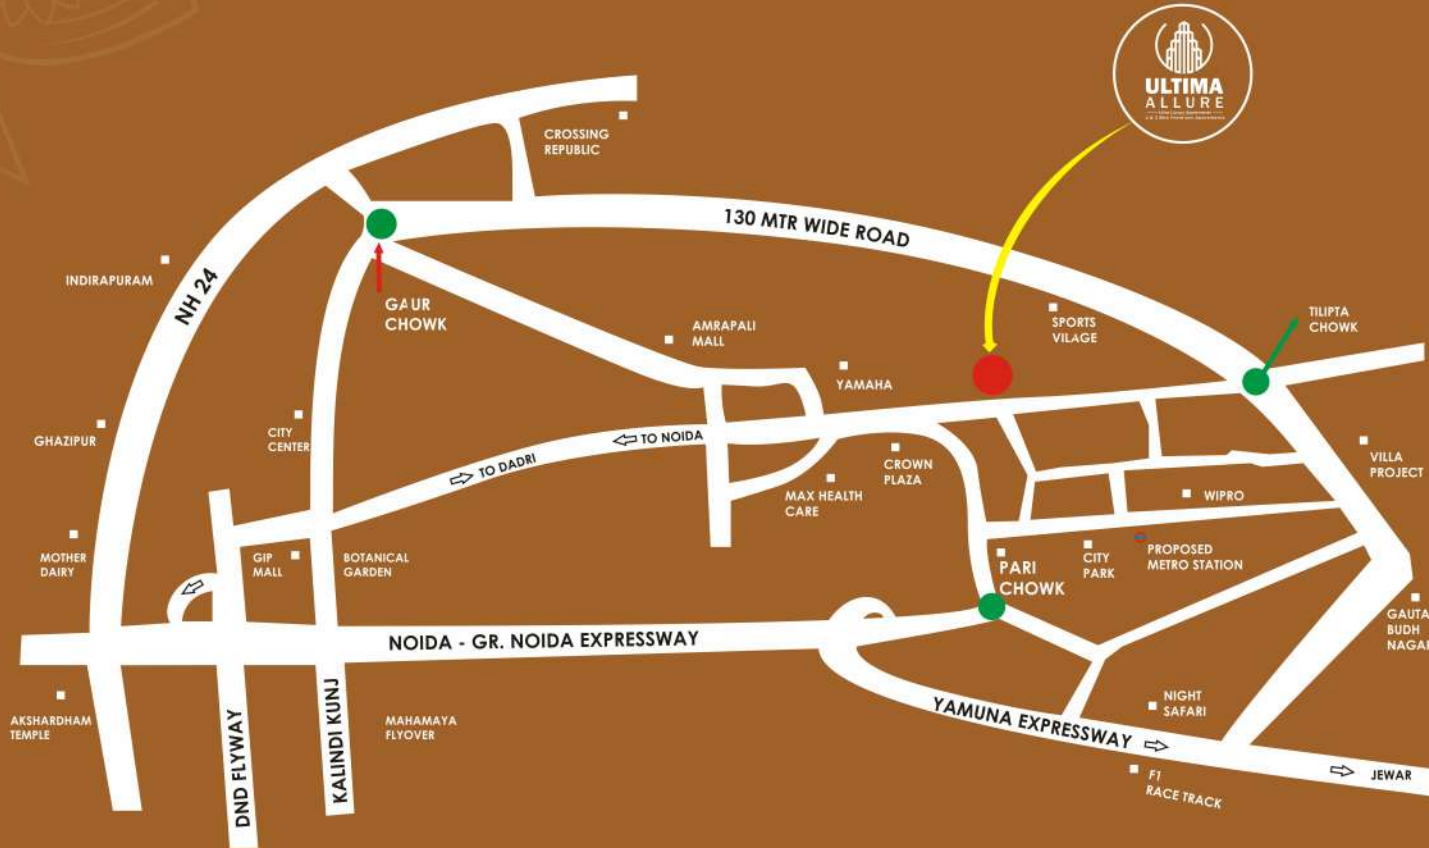 ULTIMA
ALLURE
CROSSING
REPUBLIC
130 MTR WIDE ROAD
INDIRAPURAM
NH 24
GAUR
CHOWK
AMRAPALI
MALL
YAMAHA
SPORTS
VILAGE
TILIPTA
CHOWK
GHAZIPUR
CITY
CENTER
TO NOIDA
TO DADRI
CROWN
PLAZA
MAX HEALTH
CARE
WIPRO
VILLA
PROJECT
MOTHER
DAIRY
GIP
MALL
BOTANICAL
GARDEN
PARI
CHOWK
CITY
PARK
PROPOSED
METRO STATION
GAUTA
BUDH
NAGAR
NOIDA - GR. NOIDA EXPRESSWAY
AKSHARDHAM
TEMPLE
DND FLYWAY
KALINDI KUNJ
MAHAMAYA
FLYOVER
YAMUNA EXPRESSWAY
NIGHT
SAFARI
F1
RACE TRACK
JEWAR